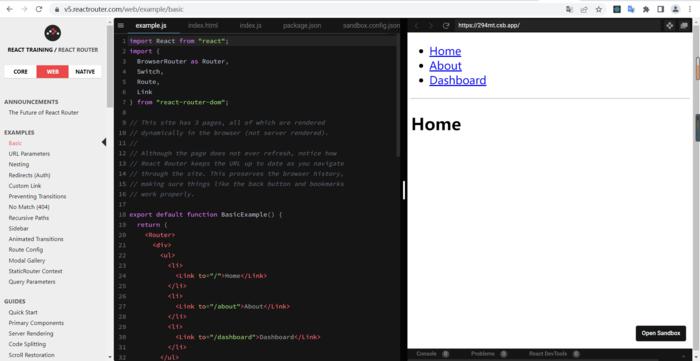 v5.reactrouter.com/web/example/basic
REACT TRAINING / REACT ROUTER
CORE WEB NATIVE
ANNOUNCEMENTS
The Future of React Router
EXAMPLES
Basic
URL Parameters
Nesting
Redirects (Auth)
Custom Link
Preventing Transitions
No Match (404)
Recursive Paths
Sidebar
Animated Transitions
Route Config
Modal Gallery
StaticRouter Context
Query Parameters
GUIDES
Quick Start
Primary Components
Server Rendering
Code Splitting
Scroll Restoration
example.js index.html index.js package.json sandbox.config.json
1 import React from "react";
2 import {
3 BrowserRouter as Router,
4 Switch,
5 Route,
6 Link
7 } from "react-router-dom";
8
9 // This site has 3 pages, all of which are rendered
10 // dynamically in the browser (not server rendered).
11 //
12 // Although the page does not ever refresh, notice how
13 // React Router keeps the URL up to date as you navigate
14 // through the site. This preserves the browser history,
15 // making sure things like the back button and bookmarks
16 // work properly.
17
18 export default function BasicExample() {
19 return (
20 <Router>
21 <div>
22 <ul>
23 <li>
24 <Link to="/">Home</Link>
25 </li>
26 <li>
27 <Link to="/about">About</Link>
28 </li>
29 <li>
30 <Link to="/dashboard">Dashboard</Link>
31 </li>
32 </ul>
https://294mt.csb.app/
Home
About
Dashboard
Home
Open Sandbox
Console 0 Problems 0 React DevTools 0